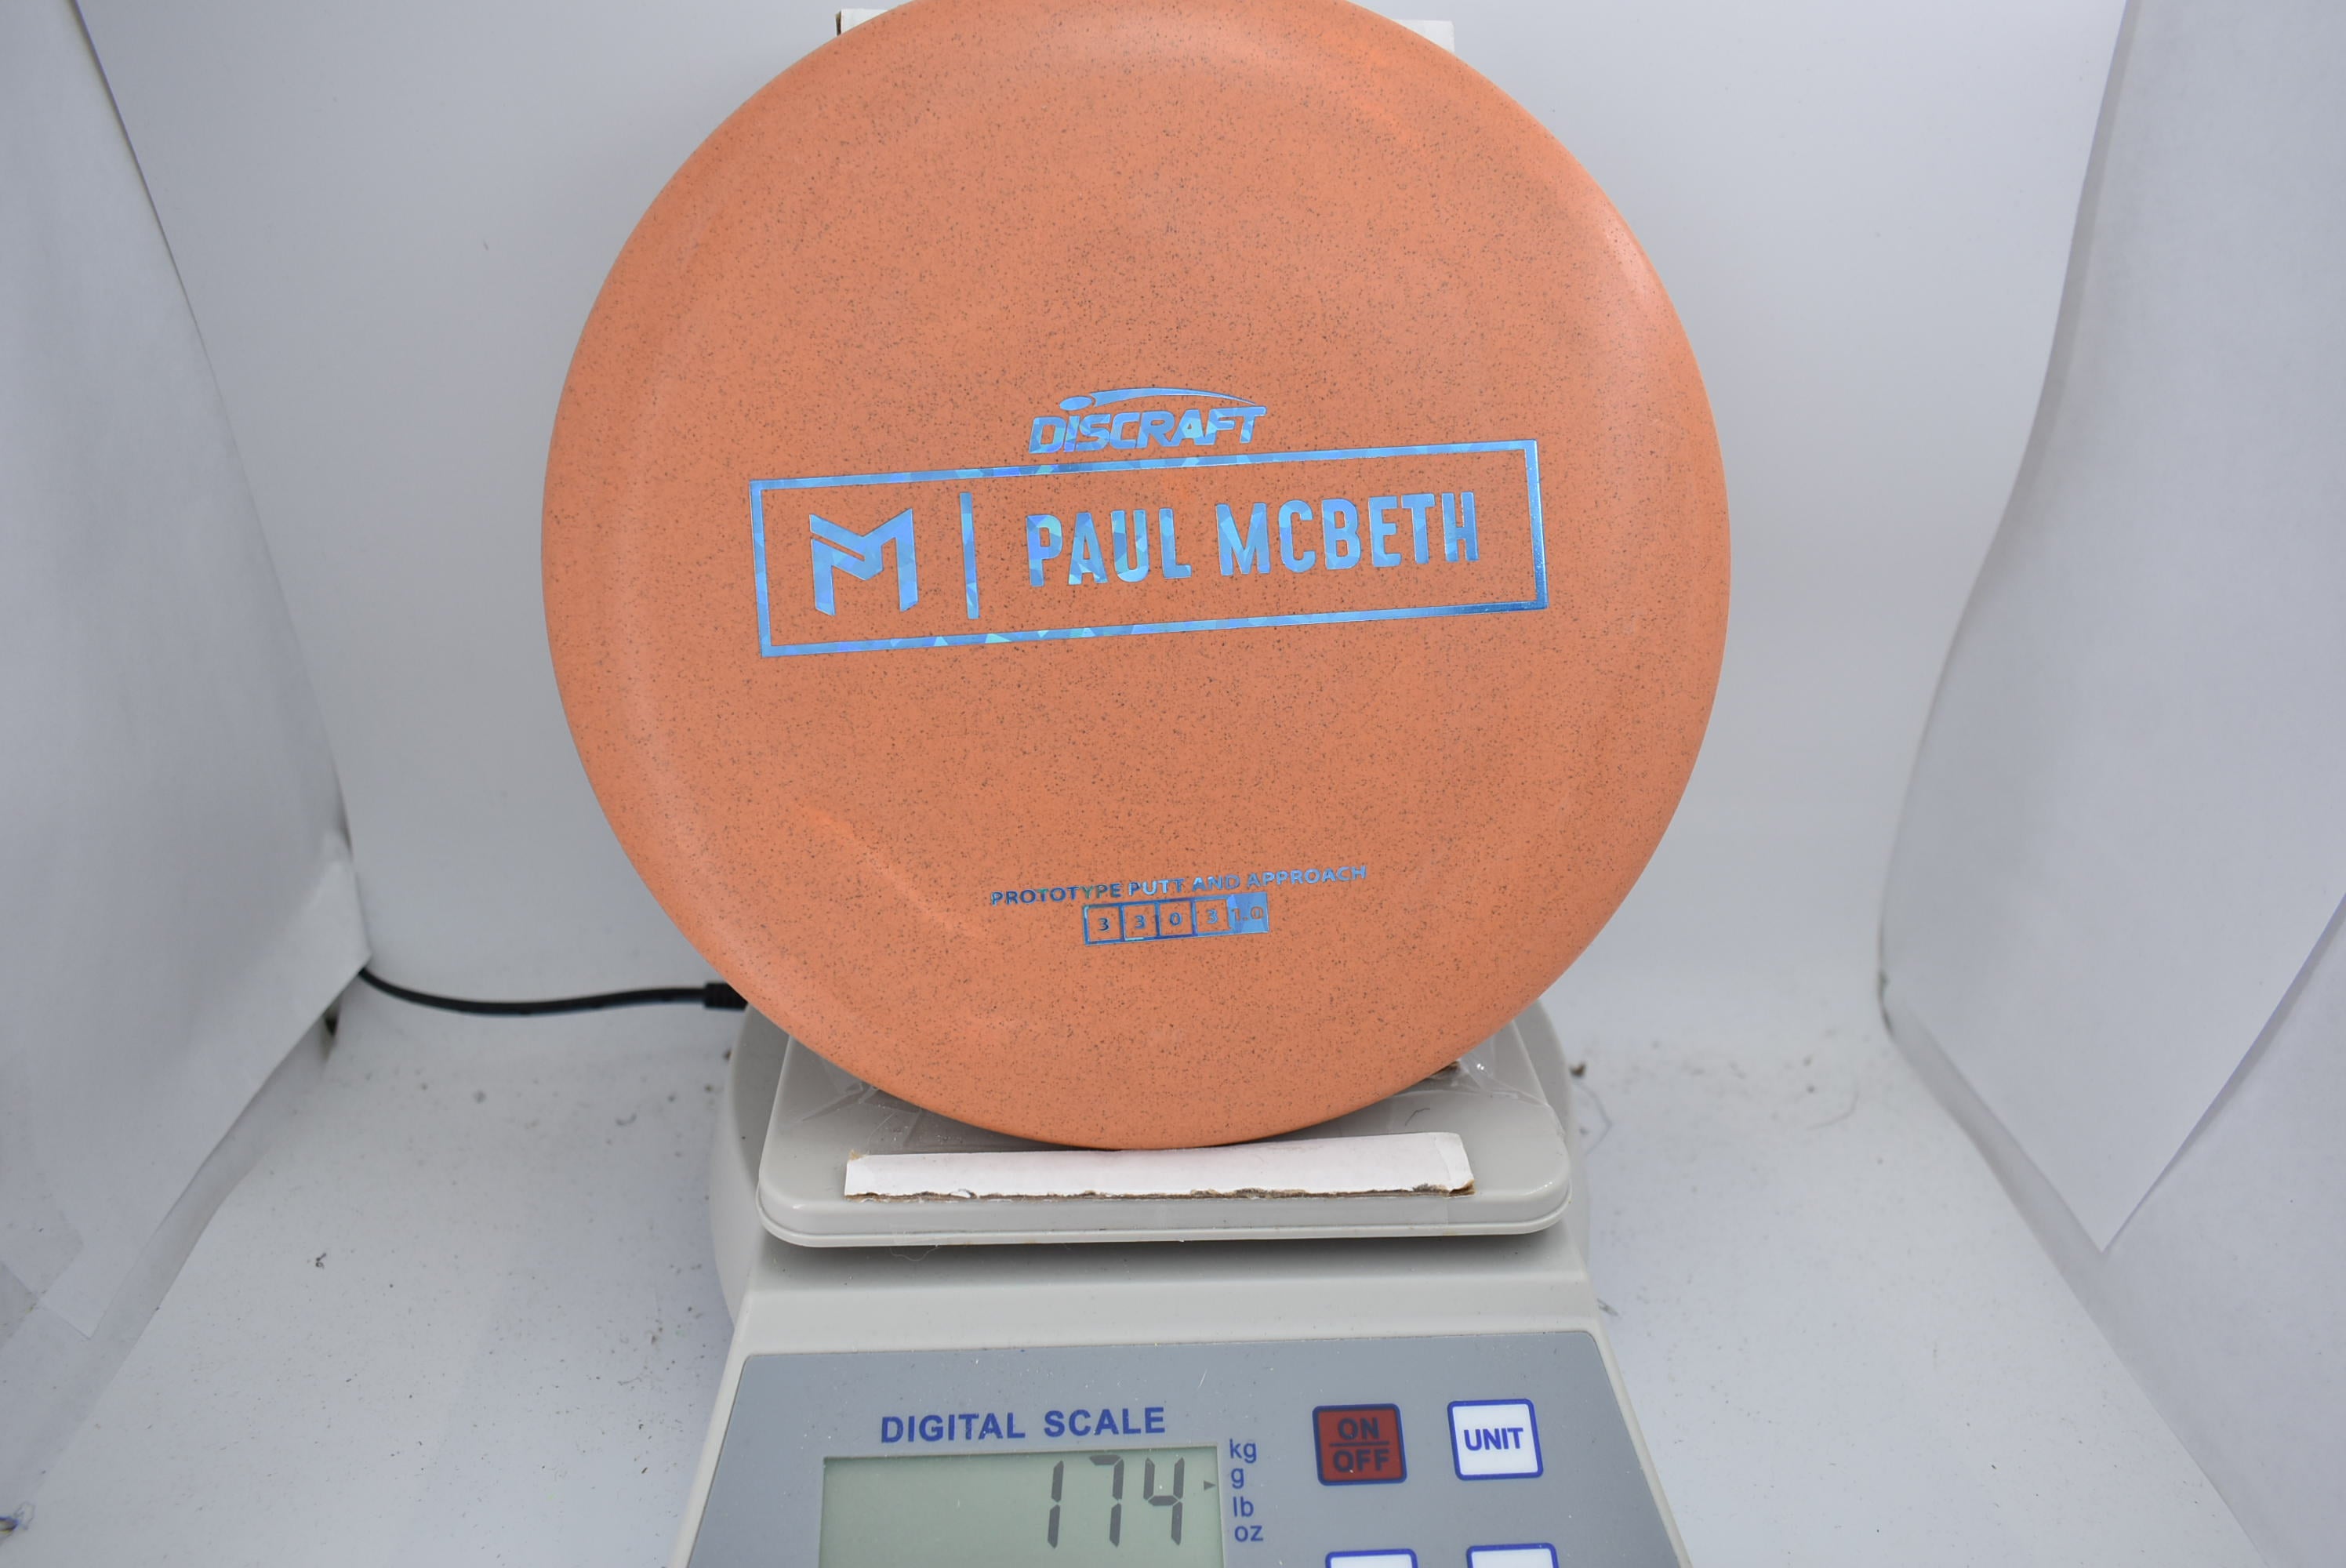 DISCRAFT
M | PAUL MCBETH
PROTOTYPE PUTT AND APPROACH
3 3 0 3 1.0
DIGITAL SCALE
174
kg
g
lb
oz
ON
OFF
UNIT